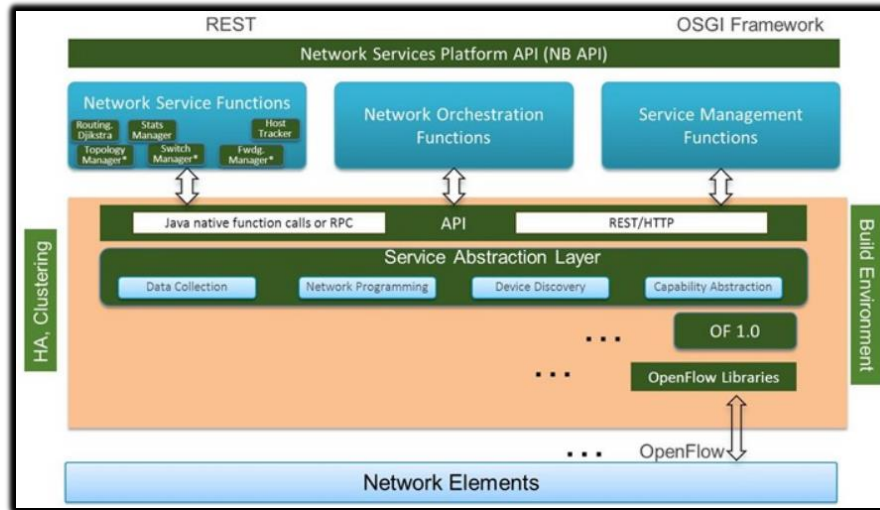 REST
OSGI Framework
Network Services Platform API (NB API)
Network Service Functions
Routing.
Djikstra
Stats
Manager
Host
Tracker
Topology
Manager*
Switch
Manager*
Fwdg.
Manager*
Network Orchestration
Functions
Service Management
Functions
HA, Clustering
Java native function calls or RPC
API
REST/HTTP
Service Abstraction Layer
Data Collection
Network Programming
Device Discovery
Capability Abstraction
Build Environment
... OF 1.0
... OpenFlow Libraries
... OpenFlow
Network Elements